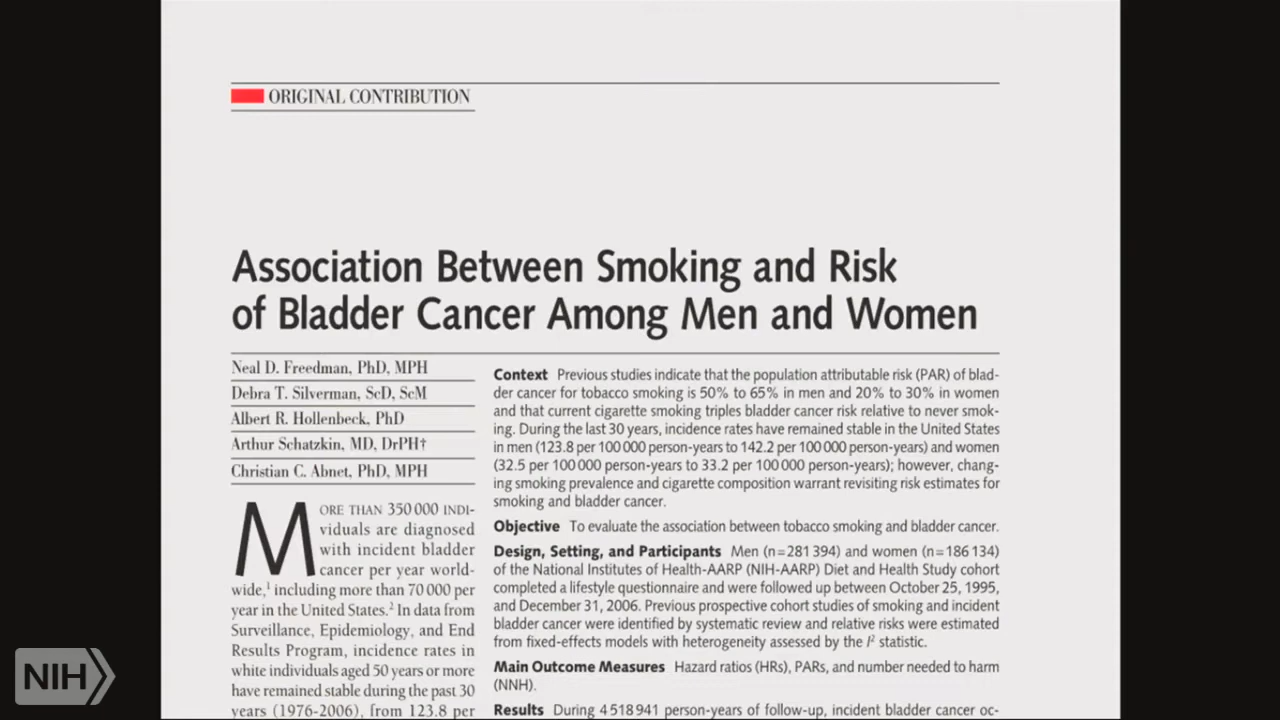 ORIGINAL CONTRIBUTION
Association Between Smoking and Risk
of Bladder Cancer Among Men and Women
Neal D. Freedman, PhD, MPH
Debra T. Silverman, ScD, ScM
Albert R. Hollenbeck, PhD
Arthur Schatzkin, MD, DrPH†
Christian C. Abnet, PhD, MPH
MORE THAN 350 000 INDI-
viduals are diagnosed
with incident bladder
cancer per year world-
wide,¹ including more than 70 000 per
year in the United States.² In data from
Surveillance, Epidemiology, and End
Results Program, incidence rates in
white individuals aged 50 years or more
have remained stable during the past 30
years (1976-2006), from 123.8 per
Context Previous studies indicate that the population attributable risk (PAR) of blad-
der cancer for tobacco smoking is 50% to 65% in men and 20% to 30% in women
and that current cigarette smoking triples bladder cancer risk relative to never smok-
ing. During the last 30 years, incidence rates have remained stable in the United States
in men (123.8 per 100 000 person-years to 142.2 per 100 000 person-years) and women
(32.5 per 100 000 person-years to 33.2 per 100 000 person-years); however, chang-
ing smoking prevalence and cigarette composition warrant revisiting risk estimates for
smoking and bladder cancer.
Objective To evaluate the association between tobacco smoking and bladder cancer.
Design, Setting, and Participants Men (n=281 394) and women (n=186 134)
of the National Institutes of Health-AARP (NIH-AARP) Diet and Health Study cohort
completed a lifestyle questionnaire and were followed up between October 25, 1995,
and December 31, 2006. Previous prospective cohort studies of smoking and incident
bladder cancer were identified by systematic review and relative risks were estimated
from fixed-effects models with heterogeneity assessed by the I² statistic.
Main Outcome Measures Hazard ratios (HRs), PARs, and number needed to harm
(NNH).
Results During 4 518 941 person-years of follow-up, incident bladder cancer oc-
NIH